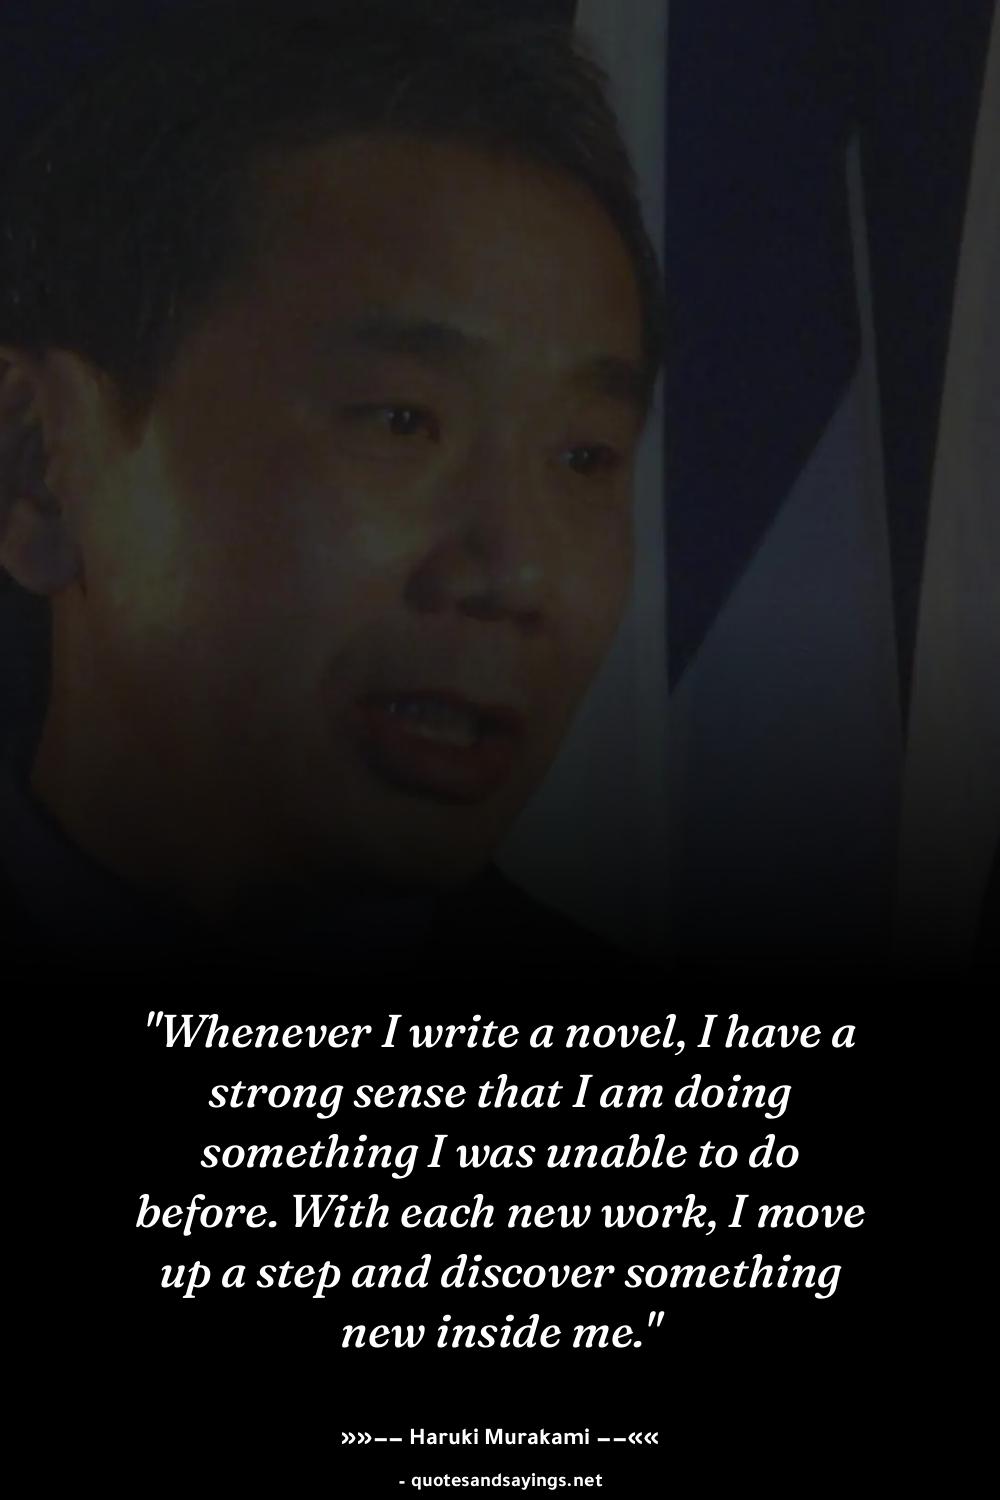 "Whenever I write a novel, I have a
strong sense that I am doing
something I was unable to do
before. With each new work, I move
up a step and discover something
new inside me."
»»–– Haruki Murakami ––««
- quotesandsayings.net